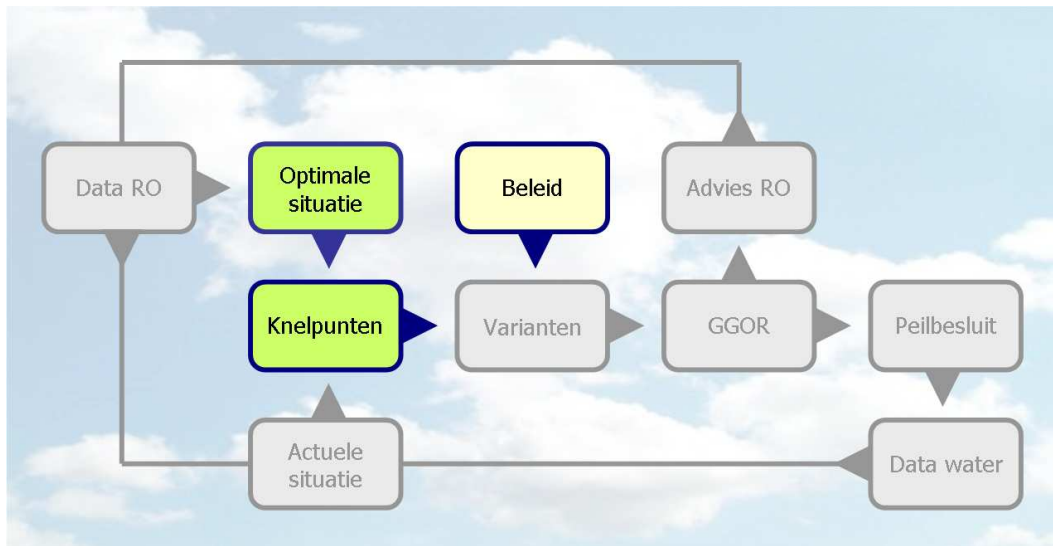 Data RO
Optimale
situatie
Beleid
Advies RO
Knelpunten
Varianten
GGOR
Peilbesluit
Actuele
situatie
Data water